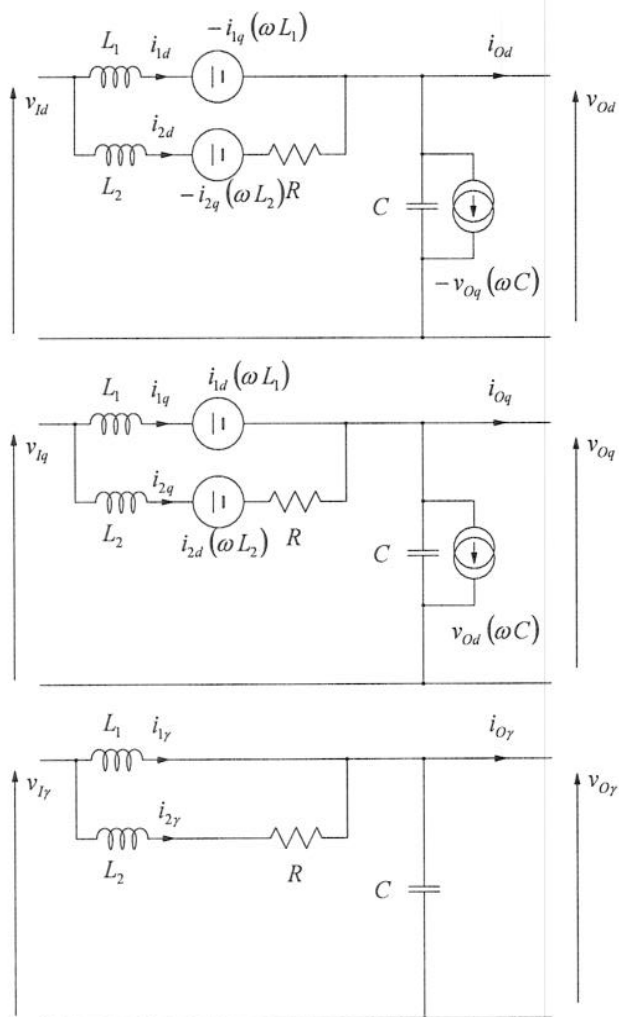 L₁ i₁d −i₁q(ωL₁) iOd
vId vOd
i₂d
L₂ −i₂q(ωL₂) R C
−vOq(ωC)
L₁ i₁q i₁d(ωL₁) iOq
vIq vOq
i₂q
L₂ i₂d(ωL₂) R C
vOd(ωC)
L₁ i₁γ iOγ
vIγ vOγ
i₂γ
L₂ R C